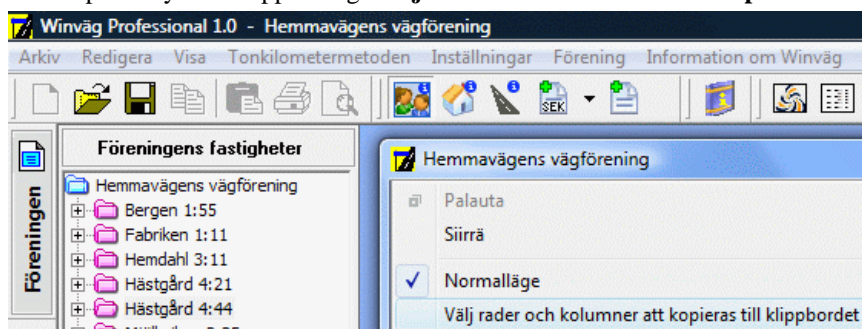 Winväg Professional 1.0 - Hemmavägens vägförening
Arkiv Redigera Visa Tonkilometermetoden Inställningar Förening Information om Winväg
SEK
Föreningen
Föreningens fastigheter
Hemmavägens vägförening
Bergen 1:55
Fabriken 1:11
Hemdahl 3:11
Hästgård 4:21
Hästgård 4:44
Hemmavägens vägförening
Palauta
Siirrä
Normalläge
Välj rader och kolumner att kopieras till klippbordet